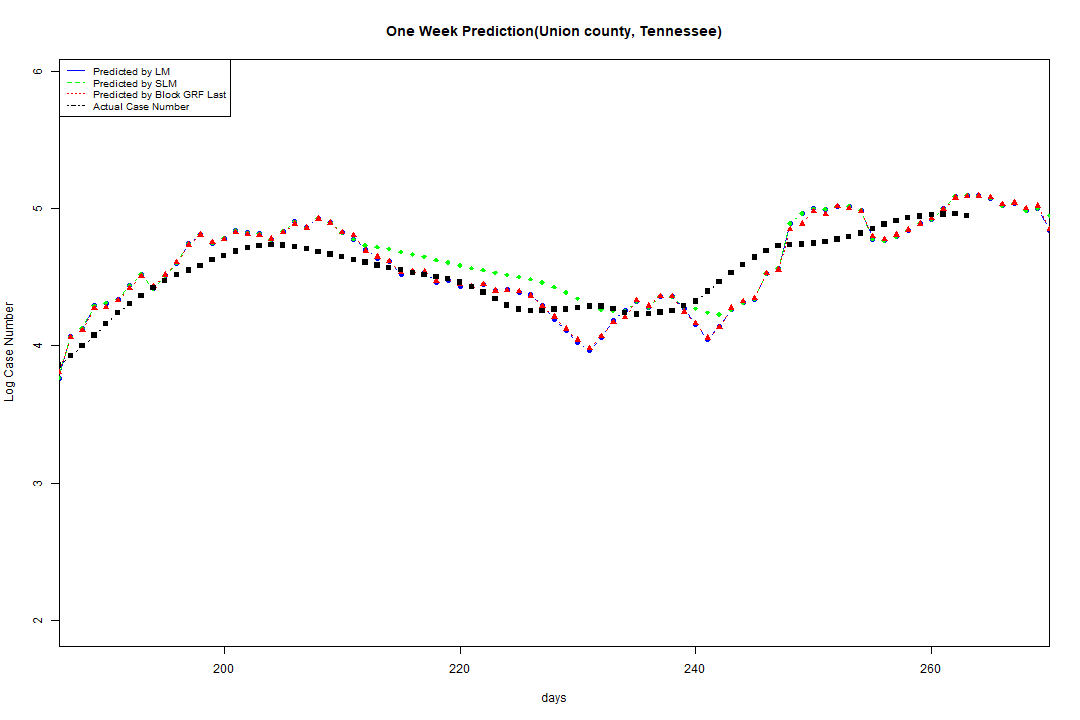 One Week Prediction(Union county, Tennessee)
Predicted by LM
Predicted by SLM
Predicted by Block GRF Last
Actual Case Number
6
5
4
3
2
Log Case Number
200 220 240 260
days